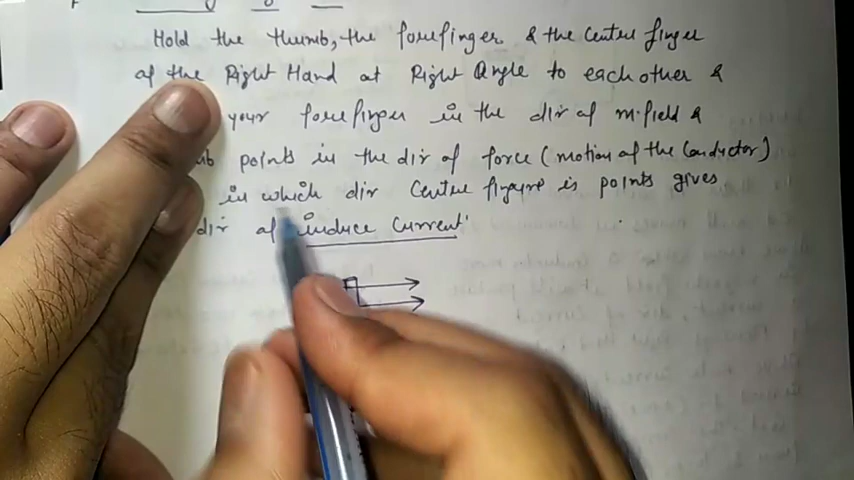 Hold the thumb, the forefinger & the Centre finger
of the Right Hand at Right Angle to each other &
your forefinger in the dir of m.field &
points in the dir of force (motion of the Conductor)
in which dir Centre figure is points gives
dir of induce Current'